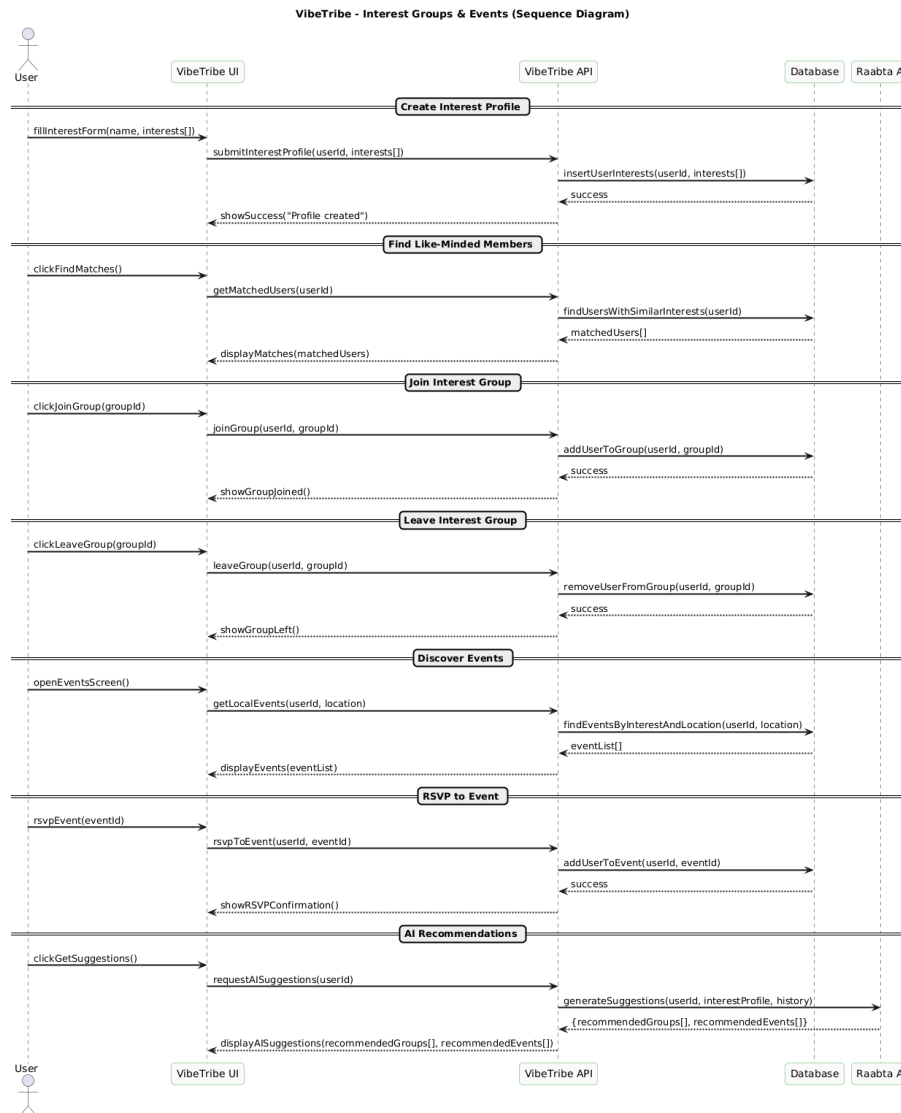 VibeTribe - Interest Groups & Events (Sequence Diagram)
User
VibeTribe UI
VibeTribe API
Database
Raabta A
Create Interest Profile
fillInterestForm(name, interests[])
submitInterestProfile(userId, interests[])
insertUserInterests(userId, interests[])
success
showSuccess("Profile created")
Find Like-Minded Members
clickFindMatches()
getMatchedUsers(userId)
findUsersWithSimilarInterests(userId)
matchedUsers[]
displayMatches(matchedUsers)
Join Interest Group
clickJoinGroup(groupId)
joinGroup(userId, groupId)
addUserToGroup(userId, groupId)
success
showGroupJoined()
Leave Interest Group
clickLeaveGroup(groupId)
leaveGroup(userId, groupId)
removeUserFromGroup(userId, groupId)
success
showGroupLeft()
Discover Events
openEventsScreen()
getLocalEvents(userId, location)
findEventsByInterestAndLocation(userId, location)
eventList[]
displayEvents(eventList)
RSVP to Event
rsvpEvent(eventId)
rsvpToEvent(userId, eventId)
addUserToEvent(userId, eventId)
success
showRSVPConfirmation()
AI Recommendations
clickGetSuggestions()
requestAISuggestions(userId)
generateSuggestions(userId, interestProfile, history)
{recommendedGroups[], recommendedEvents[]}
displayAISuggestions(recommendedGroups[], recommendedEvents[])
User
VibeTribe UI
VibeTribe API
Database
Raabta A